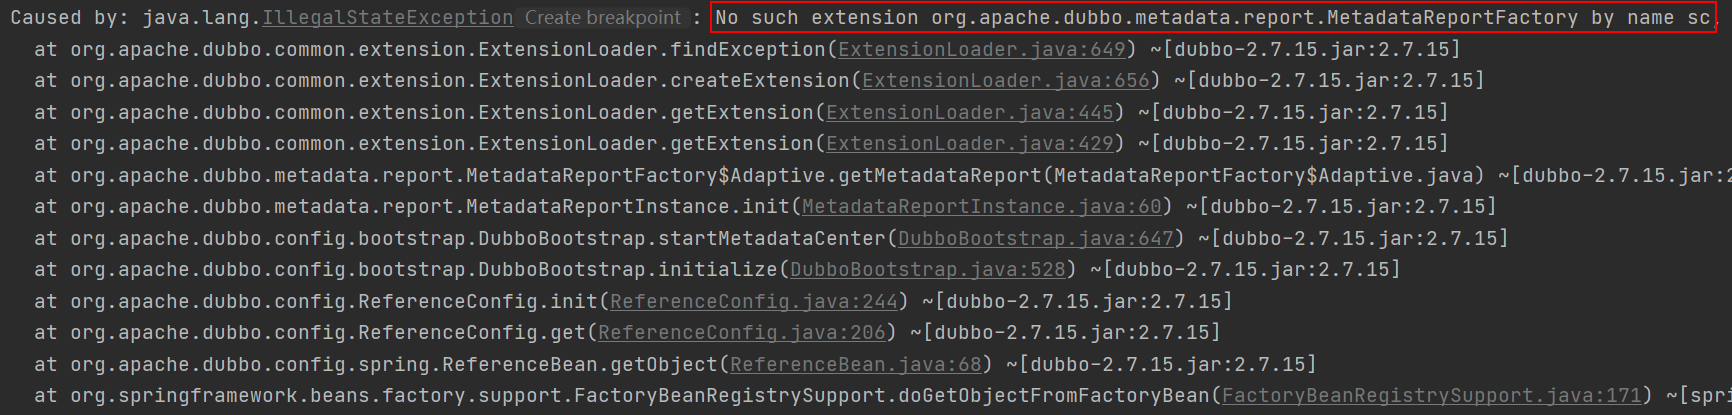 Caused by: java.lang.IllegalStateException Create breakpoint : No such extension org.apache.dubbo.metadata.report.MetadataReportFactory by name sc,
at org.apache.dubbo.common.extension.ExtensionLoader.findException(ExtensionLoader.java:649) ~[dubbo-2.7.15.jar:2.7.15]
at org.apache.dubbo.common.extension.ExtensionLoader.createExtension(ExtensionLoader.java:656) ~[dubbo-2.7.15.jar:2.7.15]
at org.apache.dubbo.common.extension.ExtensionLoader.getExtension(ExtensionLoader.java:445) ~[dubbo-2.7.15.jar:2.7.15]
at org.apache.dubbo.common.extension.ExtensionLoader.getExtension(ExtensionLoader.java:429) ~[dubbo-2.7.15.jar:2.7.15]
at org.apache.dubbo.metadata.report.MetadataReportFactory$Adaptive.getMetadataReport(MetadataReportFactory$Adaptive.java) ~[dubbo-2.7.15.jar:2
at org.apache.dubbo.metadata.report.MetadataReportInstance.init(MetadataReportInstance.java:60) ~[dubbo-2.7.15.jar:2.7.15]
at org.apache.dubbo.config.bootstrap.DubboBootstrap.startMetadataCenter(DubboBootstrap.java:647) ~[dubbo-2.7.15.jar:2.7.15]
at org.apache.dubbo.config.bootstrap.DubboBootstrap.initialize(DubboBootstrap.java:528) ~[dubbo-2.7.15.jar:2.7.15]
at org.apache.dubbo.config.ReferenceConfig.init(ReferenceConfig.java:244) ~[dubbo-2.7.15.jar:2.7.15]
at org.apache.dubbo.config.ReferenceConfig.get(ReferenceConfig.java:206) ~[dubbo-2.7.15.jar:2.7.15]
at org.apache.dubbo.config.spring.ReferenceBean.getObject(ReferenceBean.java:68) ~[dubbo-2.7.15.jar:2.7.15]
at org.springframework.beans.factory.support.FactoryBeanRegistrySupport.doGetObjectFromFactoryBean(FactoryBeanRegistrySupport.java:171) ~[spri